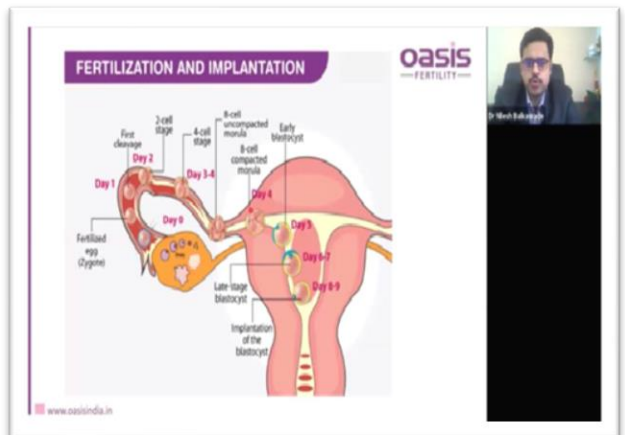 FERTILIZATION AND IMPLANTATION
oasis
FERTILITY
8-cell
uncompacted
morula
2-cell
stage
4-cell
stage
Early
blastocyst
First
cleavage
8-cell
compacted
morula
Day 2
Day 3-4
Day 1
Day 4
Day 0
Day 5
Fertilized
egg
(Zygote)
Day 6-7
Late-stage
blastocyst
Day 8-9
Implantation
of the
blastocyst
www.oasisindia.in